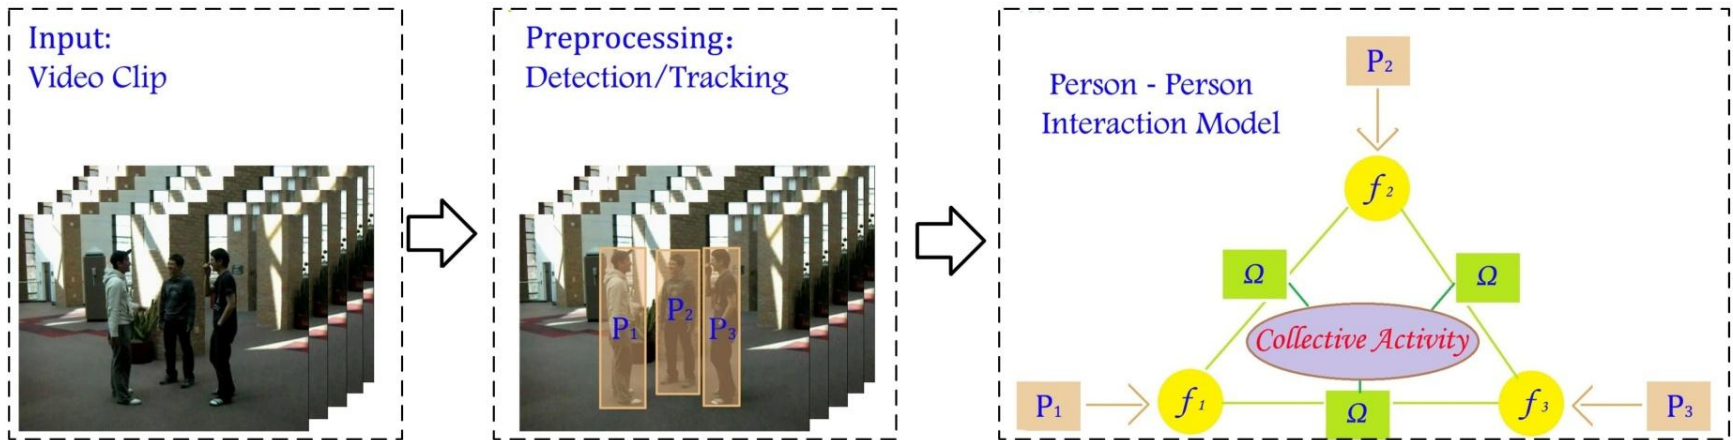 Input:
Video Clip
Preprocessing:
Detection/Tracking
P1
P2
P3
Person - Person
Interaction Model
P2
f2
Ω
Ω
Collective Activity
P1
f1
Ω
f3
P3